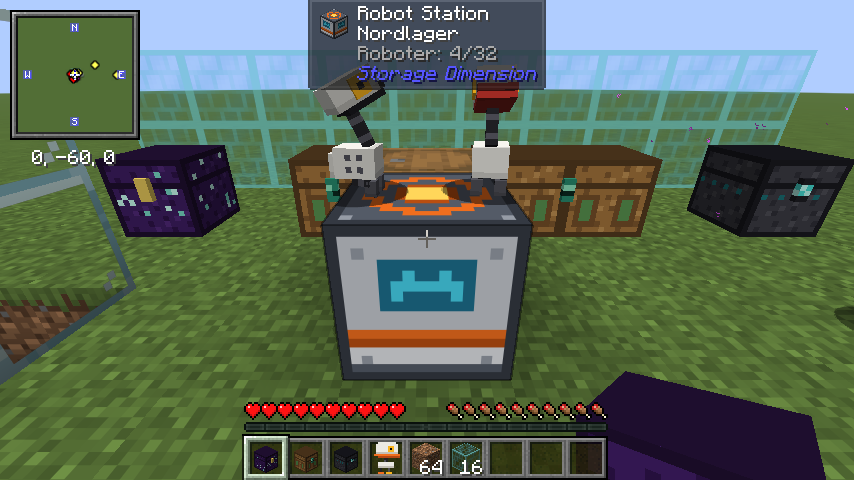 Robot Station
Nordlager
Roboter: 4/32
Storage Dimension
N
W
E
S
0, -60, 0
64
16